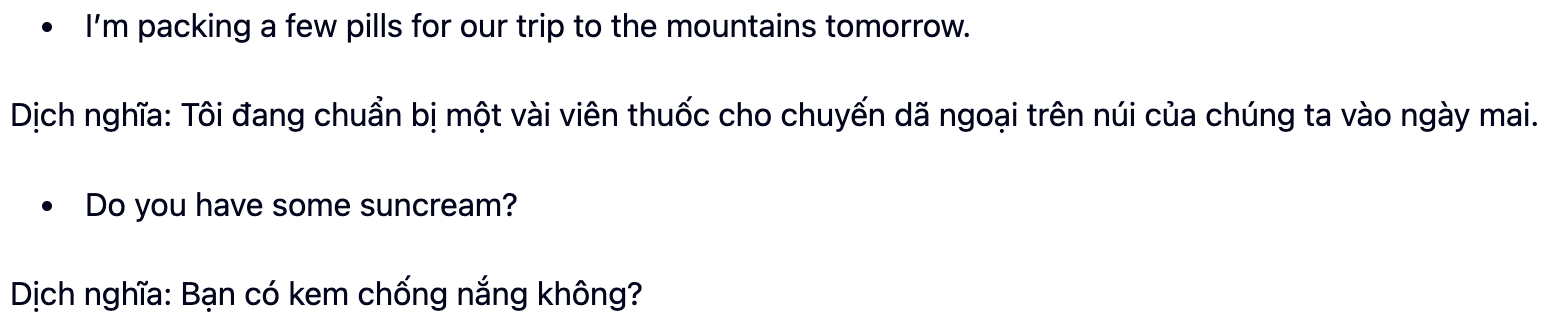 • I’m packing a few pills for our trip to the mountains tomorrow.
Dịch nghĩa: Tôi đang chuẩn bị một vài viên thuốc cho chuyến dã ngoại trên núi của chúng ta vào ngày mai.
• Do you have some suncream?
Dịch nghĩa: Bạn có kem chống nắng không?